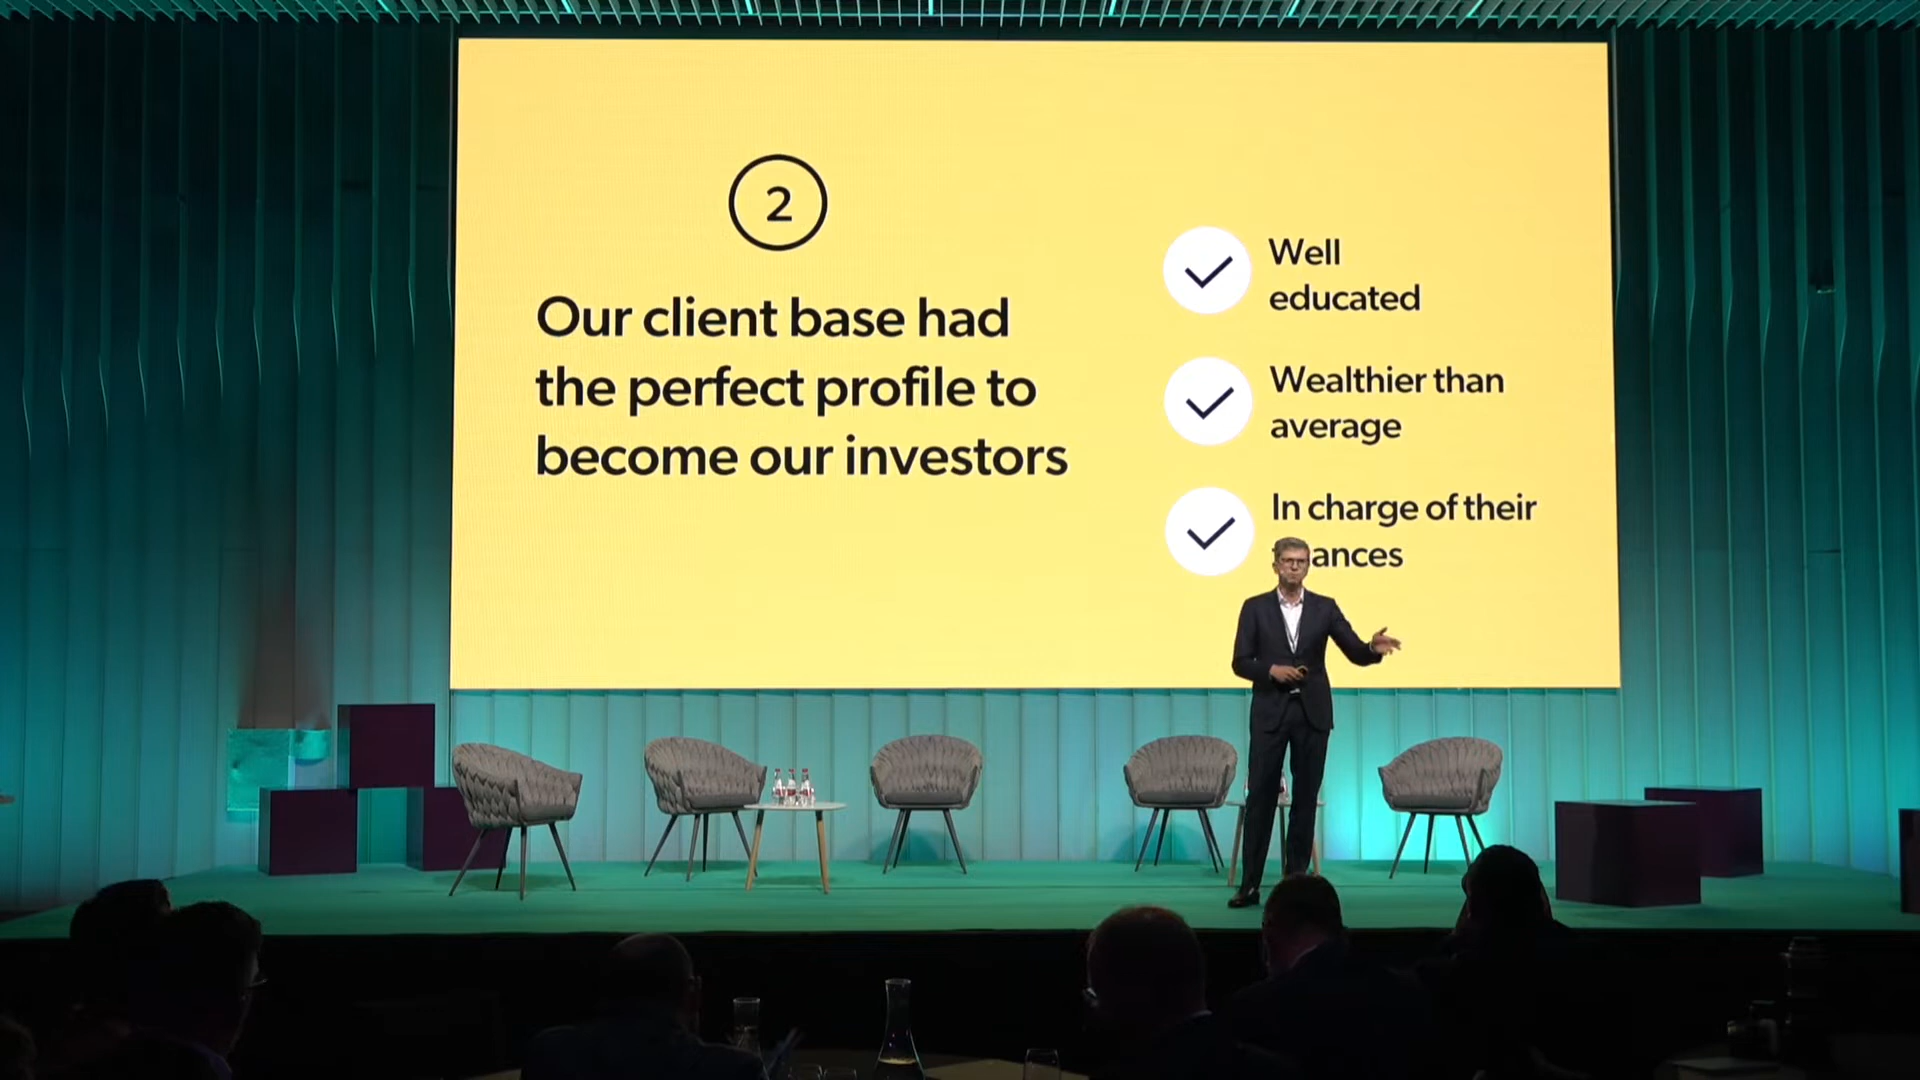 2
Our client base had
the perfect profile to
become our investors
Well
educated
Wealthier than
average
In charge of their